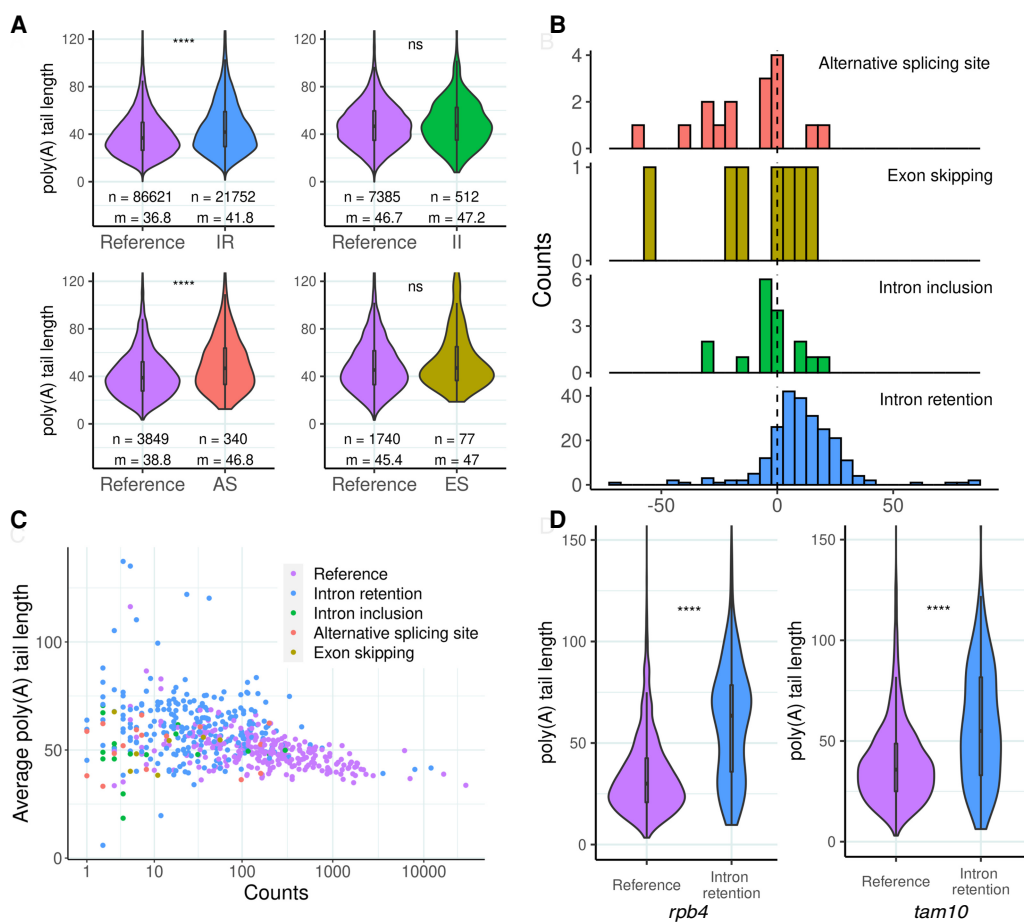 A
poly(A) tail length
120
80
40
0
****
n = 86621 n = 21752
m = 36.8 m = 41.8
Reference IR
120
80
40
0
ns
n = 7385 n = 512
m = 46.7 m = 47.2
Reference II
poly(A) tail length
120
80
40
0
****
n = 3849 n = 340
m = 38.8 m = 46.8
Reference AS
120
80
40
0
ns
n = 1740 n = 77
m = 45.4 m = 47
Reference ES
B
B
Counts
Alternative splicing site
4
2
0
Exon skipping
1
0
Intron inclusion
6
3
0
Intron retention
40
20
0
-50 0 50
C
C
Average poly(A) tail length
100
50
0
Reference
Intron retention
Intron inclusion
Alternative splicing site
Exon skipping
1 10 100 1000 10000
Counts
D
D
poly(A) tail length
150
100
50
0
****
Reference Intron
retention
rpb4
poly(A) tail length
150
100
50
0
****
Reference Intron
retention
tam10